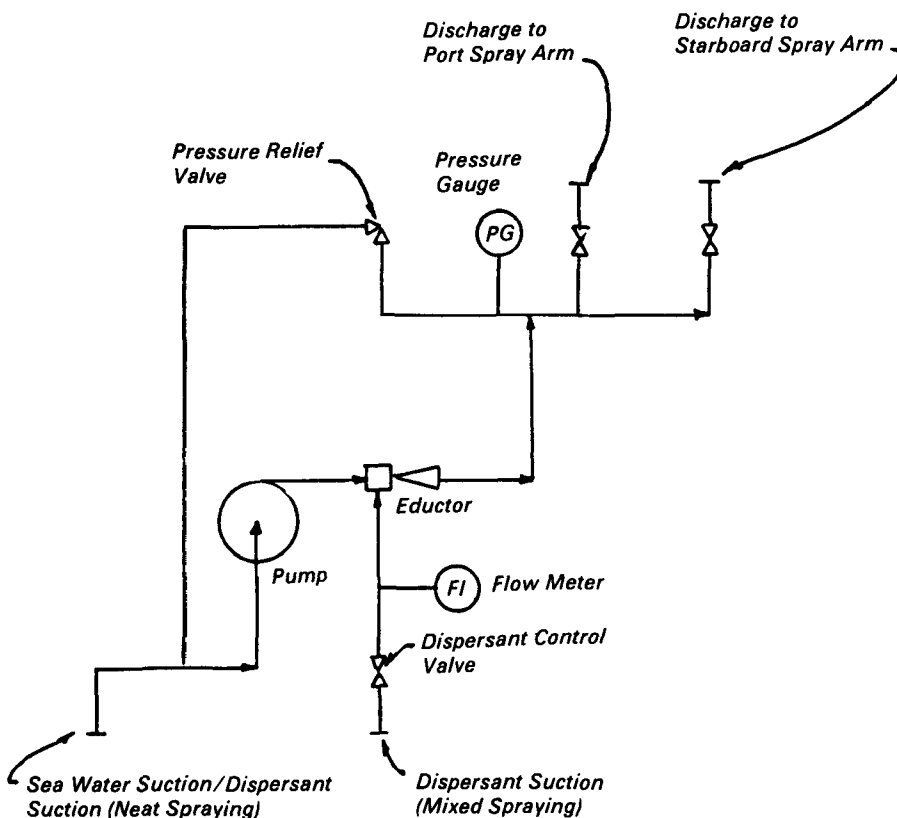 Discharge to
Port Spray Arm
Discharge to
Starboard Spray Arm
Pressure Relief
Valve
Pressure
Gauge
PG
Eductor
Pump
FI
Flow Meter
Dispersant Control
Valve
Sea Water Suction/Dispersant
Suction (Neat Spraying)
Dispersant Suction
(Mixed Spraying)